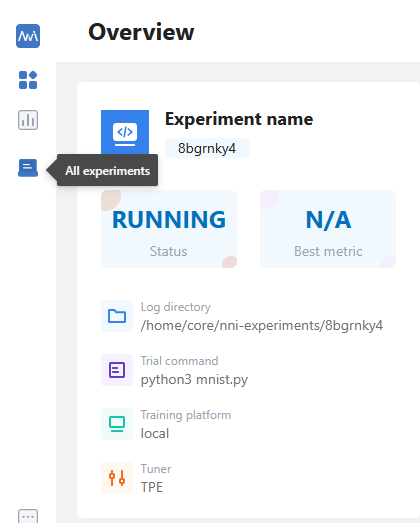 Overview
Experiment name
8bgrnky4
All experiments
RUNNING
Status
N/A
Best metric
Log directory
/home/core/nni-experiments/8bgrnky4
Trial command
python3 mnist.py
Training platform
local
Tuner
TPE